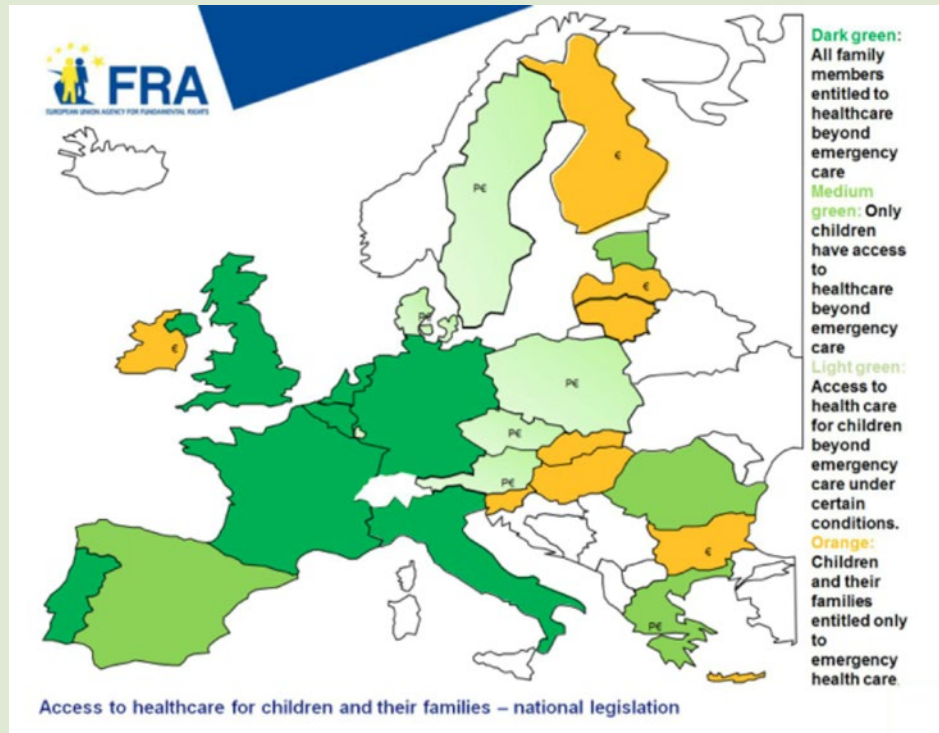 FRA
EUROPEAN UNION AGENCY FOR FUNDAMENTAL RIGHTS
Dark green:
All family
members
entitled to
healthcare
beyond
emergency
care
Medium
green: Only
children
have access
to
healthcare
beyond
emergency
care
Light green:
Access to
health care
for children
beyond
emergency
care under
certain
conditions.
Orange:
Children
and their
families
entitled only
to
emergency
health care.
€
P€
€
P€
€
P€
P€
P€
€
P€
Access to healthcare for children and their families – national legislation